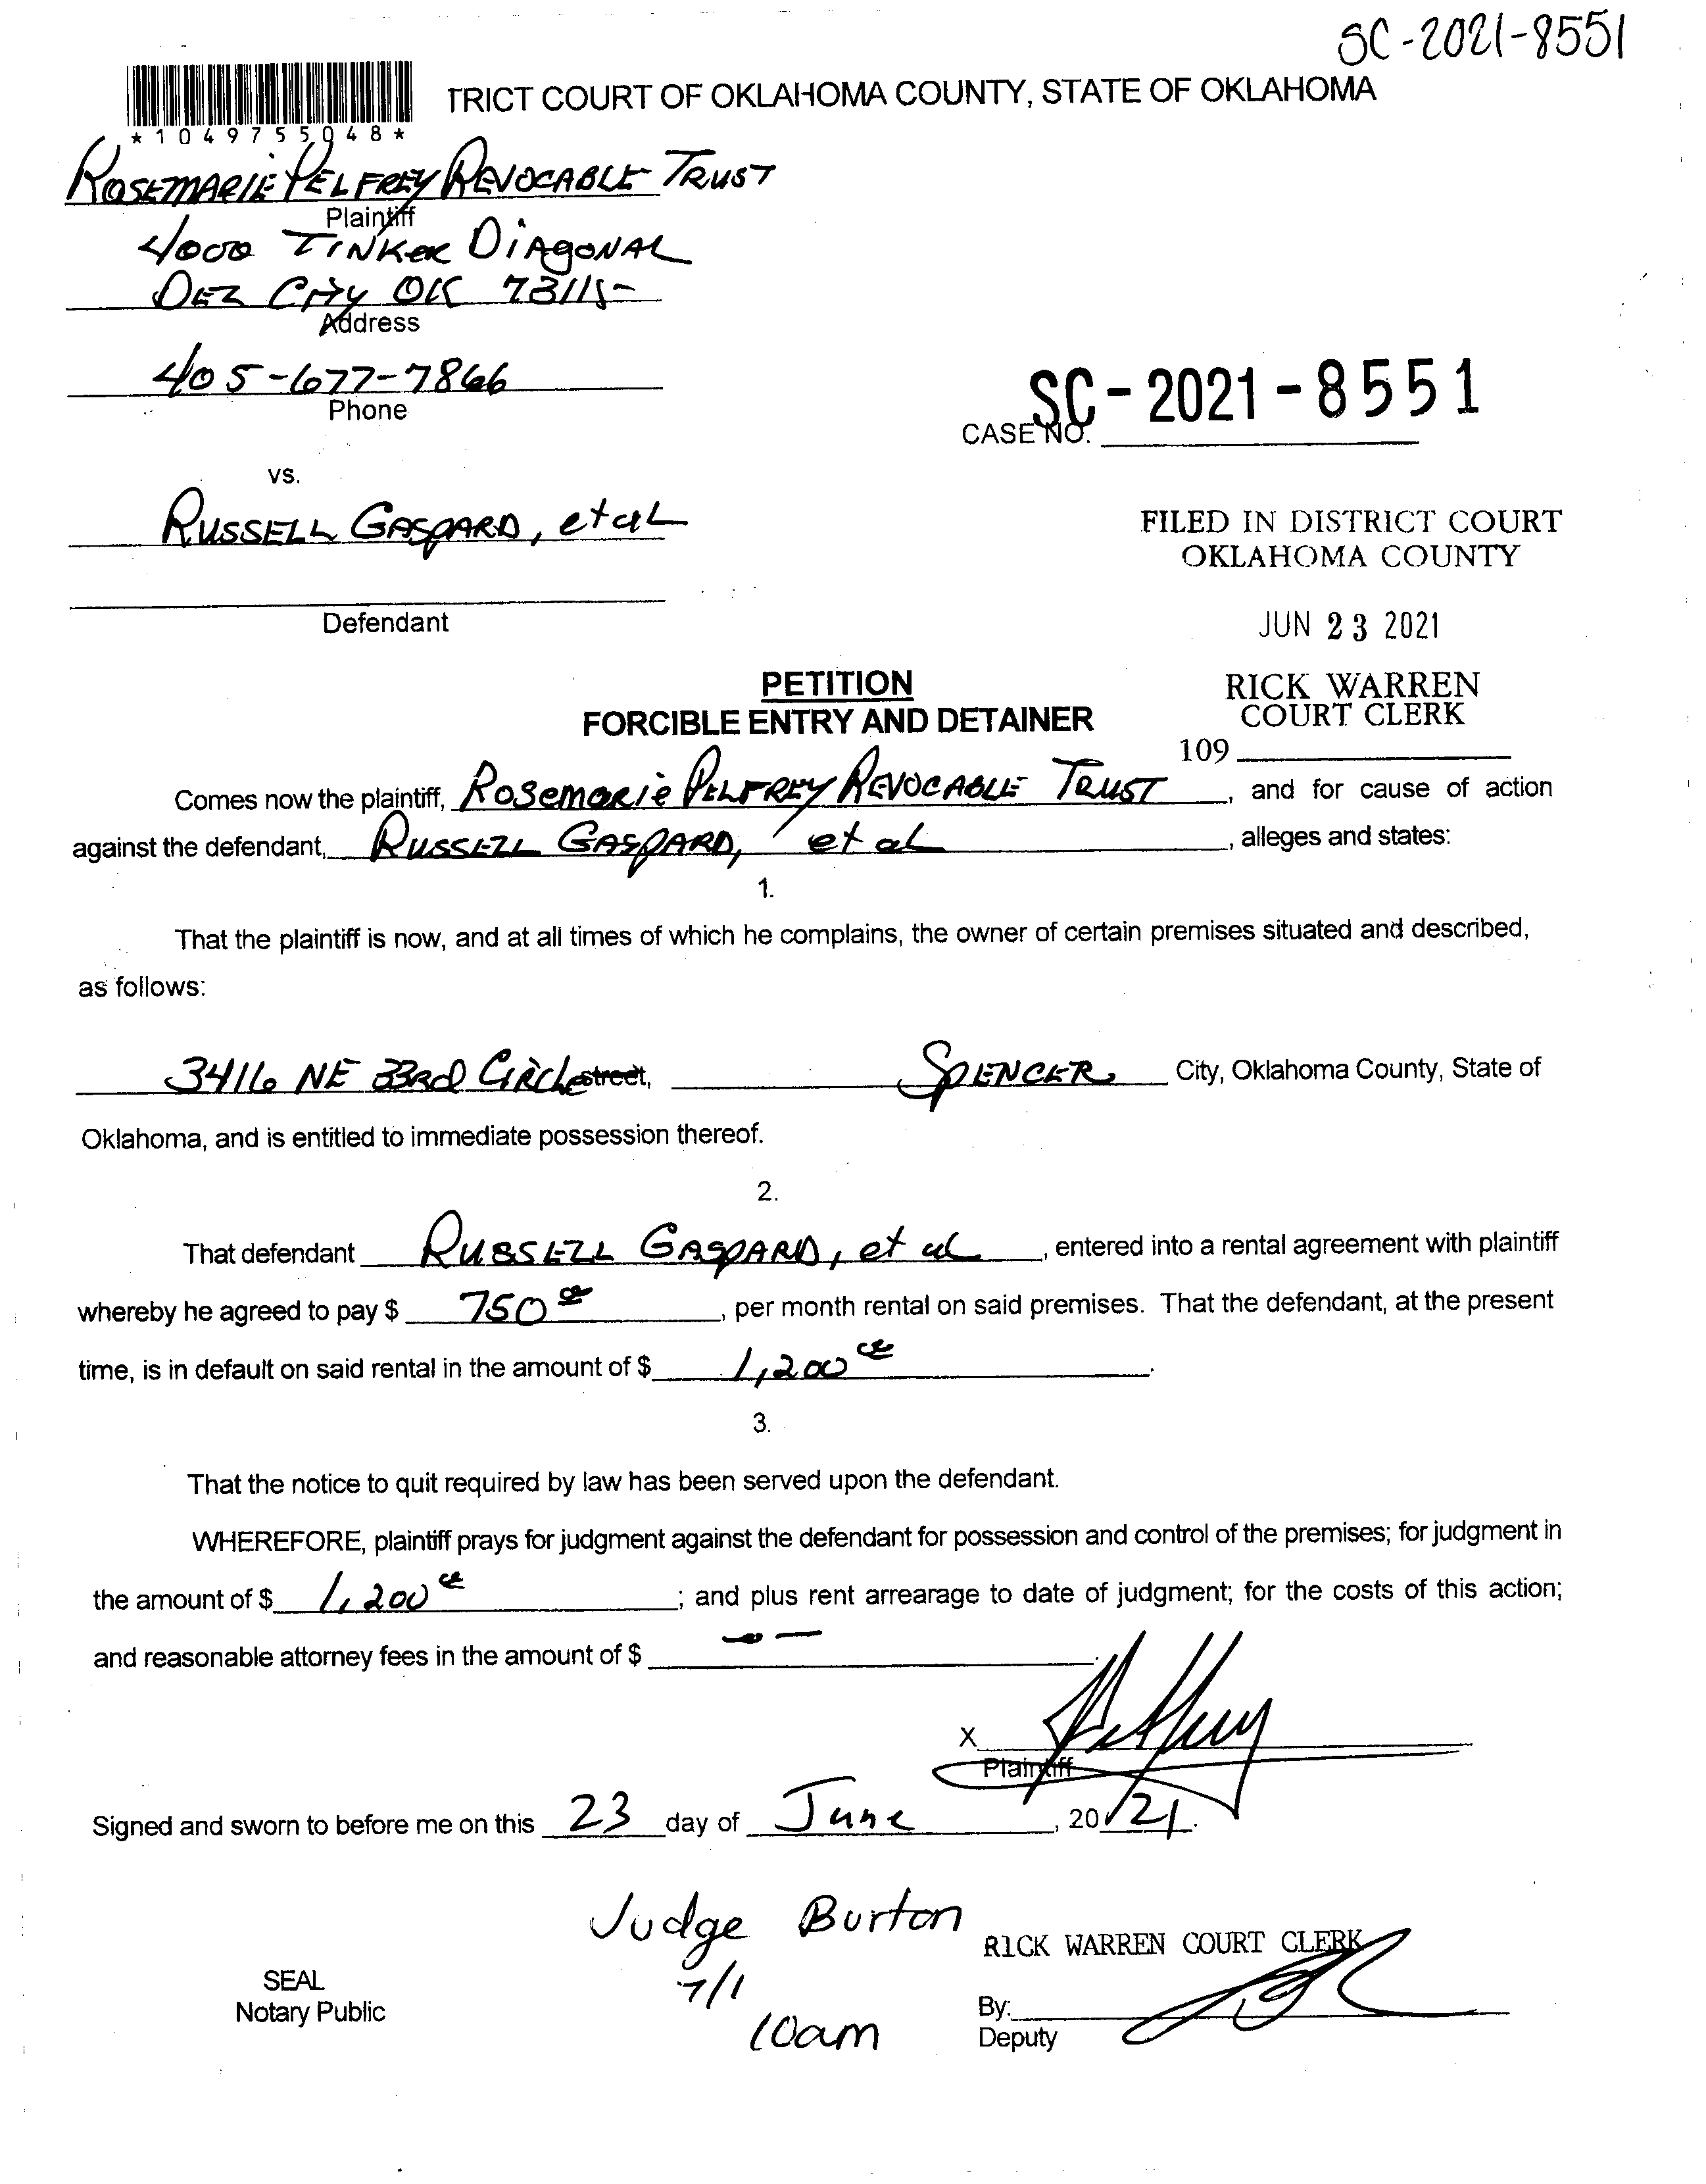 SC-2021-8551
TRICT COURT OF OKLAHOMA COUNTY, STATE OF OKLAHOMA
*1049755048*
ROSEMARIE PELFREY REVOCABLE TRUST
Plaintiff
4000 TINKER DIAGONAL
DEL City OK 73115
Address
405-677-7866
Phone
SC-2021-8551
CASE NO.
vs.
RUSSELL GASPARD, et al
FILED IN DISTRICT COURT
OKLAHOMA COUNTY
Defendant
JUN 23 2021
PETITION
RICK WARREN
FORCIBLE ENTRY AND DETAINER
COURT CLERK
109
Comes now the plaintiff, Rosemarie PELFREY REVOCABLE TRUST, and for cause of action
against the defendant, RUSSELL GASPARD, et al, alleges and states:
1.
That the plaintiff is now, and at all times of which he complains, the owner of certain premises situated and described,
as follows:
3416 NE 33rd Circle street, SPENCER City, Oklahoma County, State of
Oklahoma, and is entitled to immediate possession thereof.
2.
That defendant RUSSELL GASPARD, et al, entered into a rental agreement with plaintiff
whereby he agreed to pay $ 750, per month rental on said premises. That the defendant, at the present
time, is in default on said rental in the amount of $ 1,200.
3.
That the notice to quit required by law has been served upon the defendant.
WHEREFORE, plaintiff prays for judgment against the defendant for possession and control of the premises; for judgment in
the amount of $ 1,200; and plus rent arrearage to date of judgment; for the costs of this action;
and reasonable attorney fees in the amount of $ -0-.
X
Plaintiff
Signed and sworn to before me on this 23 day of June, 2021.
Judge Burton
RICK WARREN COURT CLERK
SEAL
7/1
Notary Public
10am
By:
Deputy